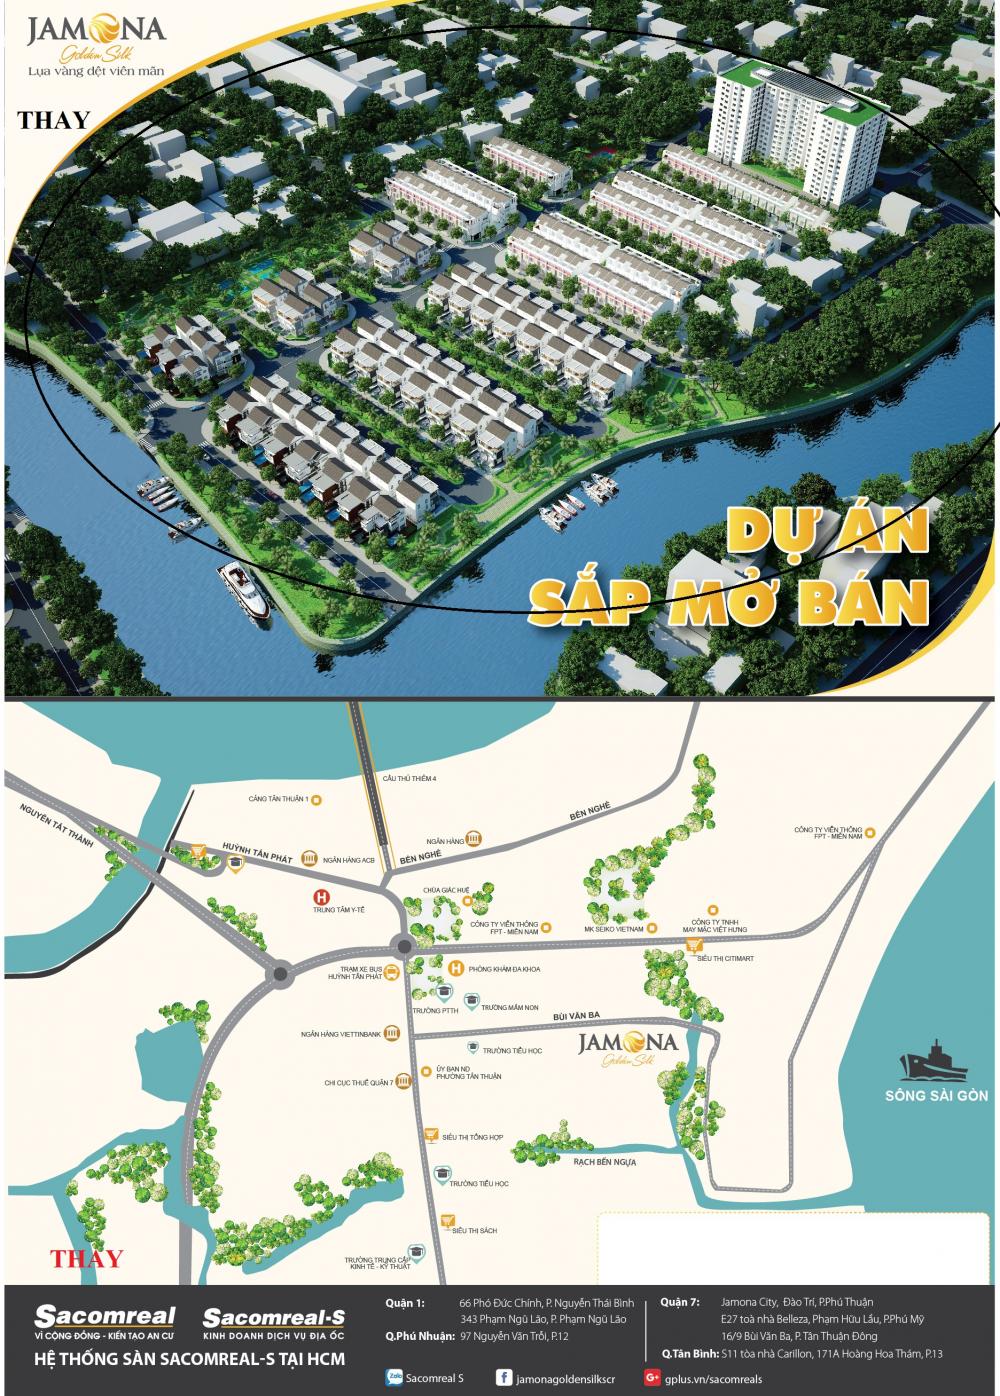 JAMONA
Golden Silk
Lụa vàng dệt viên mãn
THAY
DỰ ÁN
SẮP MỞ BÁN
CẦU THỦ THIÊM 4
CẢNG TÂN THUẬN 1
NGUYỄN TẤT THÀNH
HUỲNH TẤN PHÁT
NGÂN HÀNG ACB
NGÂN HÀNG
BẾN NGHÉ
BẾN NGHÉ
CÔNG TY VIỄN THÔNG
FPT - MIỀN NAM
TRUNG TÂM Y-TẾ
CHÙA GIÁC HUỆ
CÔNG TY VIỄN THÔNG
FPT - MIỀN NAM
MK SEIKO VIETNAM
CÔNG TY TNHH
MAY MẶC VIỆT HƯNG
SIÊU THỊ CITIMART
TRẠM XE BUS
HUỲNH TẤN PHÁT
PHÒNG KHÁM ĐA KHOA
TRƯỜNG PTTH
TRƯỜNG MẦM NON
BÙI VĂN BA
NGÂN HÀNG VIETTINBANK
TRƯỜNG TIỂU HỌC
JAMONA
Golden Silk
ỦY BAN ND
PHƯỜNG TÂN THUẬN
CHI CỤC THUẾ QUẬN 7
SÔNG SÀI GÒN
SIÊU THỊ TỔNG HỢP
RẠCH BẾN NGỰA
TRƯỜNG TIỂU HỌC
SIÊU THỊ SÁCH
TRƯỜNG TRUNG CẤP
KINH TẾ - KỸ THUẬT
THAY
Sacomreal
VÌ CỘNG ĐỒNG - KIẾN TẠO AN CƯ
Sacomreal-S
KINH DOANH DỊCH VỤ ĐỊA ỐC
HỆ THỐNG SÀN SACOMREAL-S TẠI HCM
Quận 1: 66 Phó Đức Chính, P. Nguyễn Thái Bình
343 Phạm Ngũ Lão, P. Phạm Ngũ Lão
Q.Phú Nhuận: 97 Nguyễn Văn Trỗi, P.12
Quận 7: Jamona City, Đào Trí, P.Phú Thuận
E27 toà nhà Belleza, Phạm Hữu Lầu, P.Phú Mỹ
16/9 Bùi Văn Ba, P. Tân Thuận Đông
Q.Tân Bình: S11 tòa nhà Carillon, 171A Hoàng Hoa Thám, P.13
Zalo Sacomreal S
f jamonagoldensilkscr
G+ gplus.vn/sacomreals